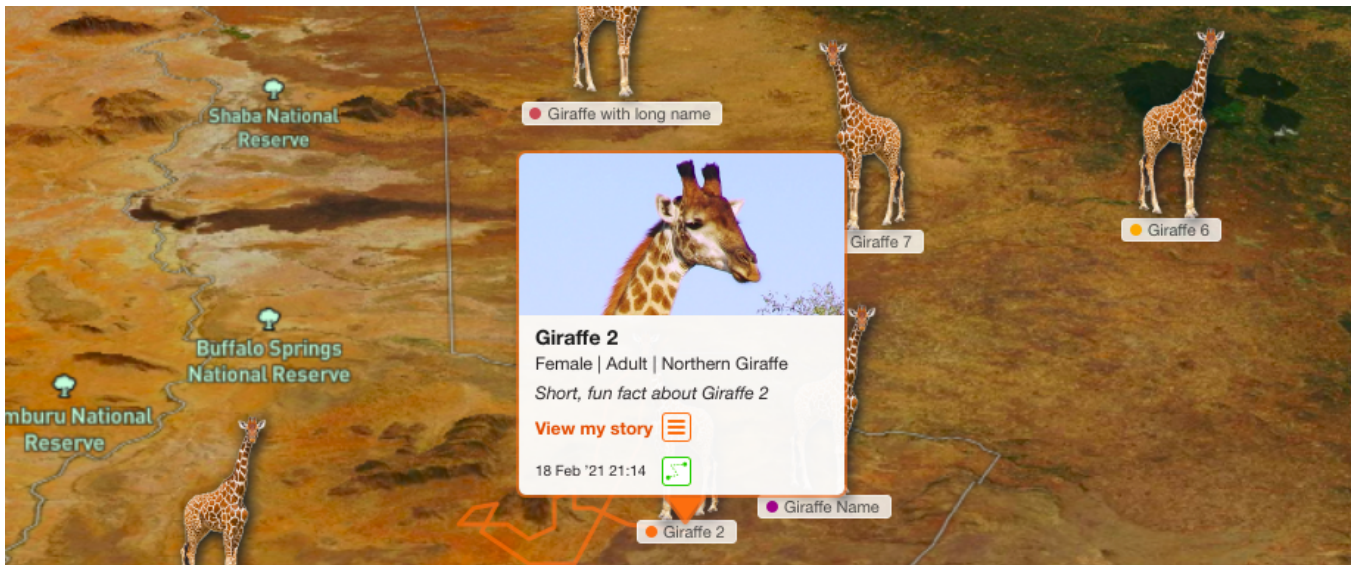 Giraffe with long name
Shaba National
Reserve
Giraffe 7
Giraffe 6
Buffalo Springs
National Reserve
mburu National
Reserve
Giraffe 2
Female | Adult | Northern Giraffe
Short, fun fact about Giraffe 2
View my story
18 Feb ’21 21:14
Giraffe Name
Giraffe 2